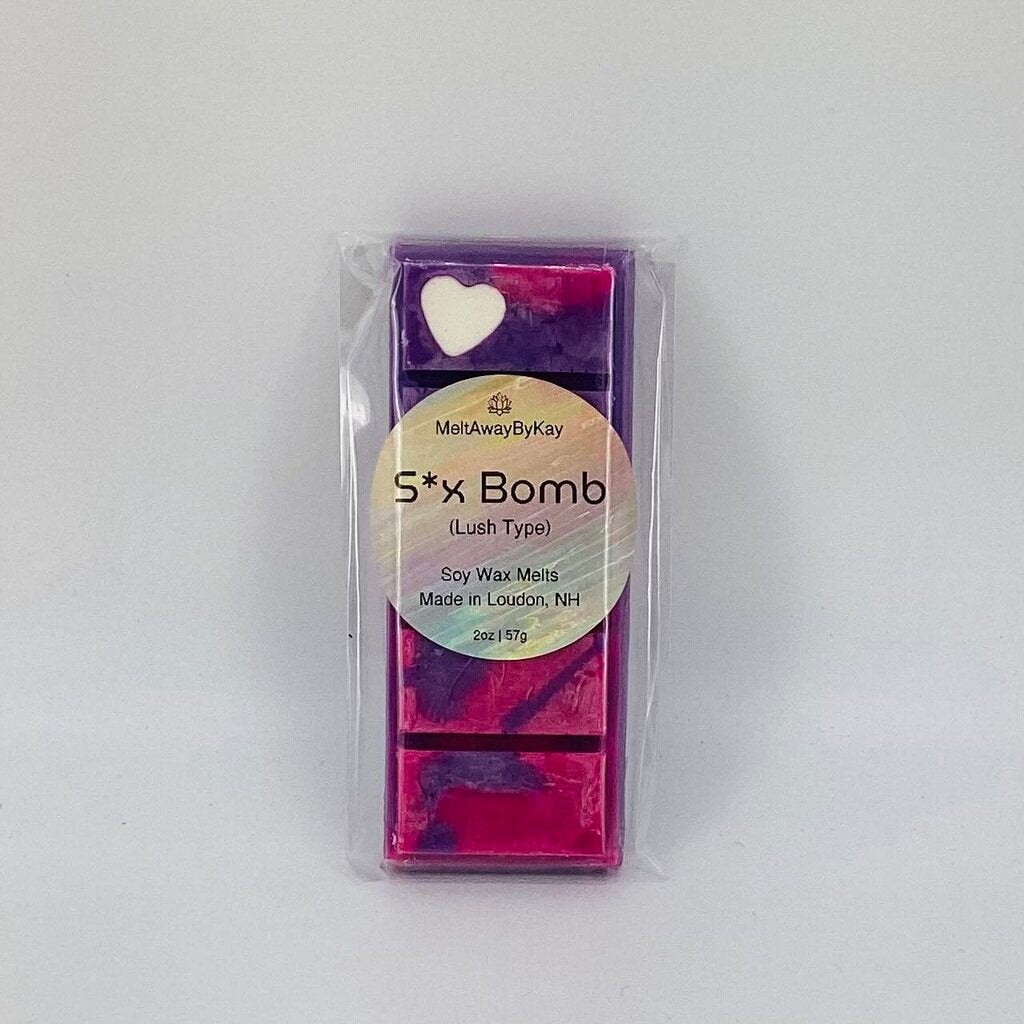 MeltAwayByKay
S*x Bomb
(Lush Type)
Soy Wax Melts
Made in Loudon, NH
2oz | 57g